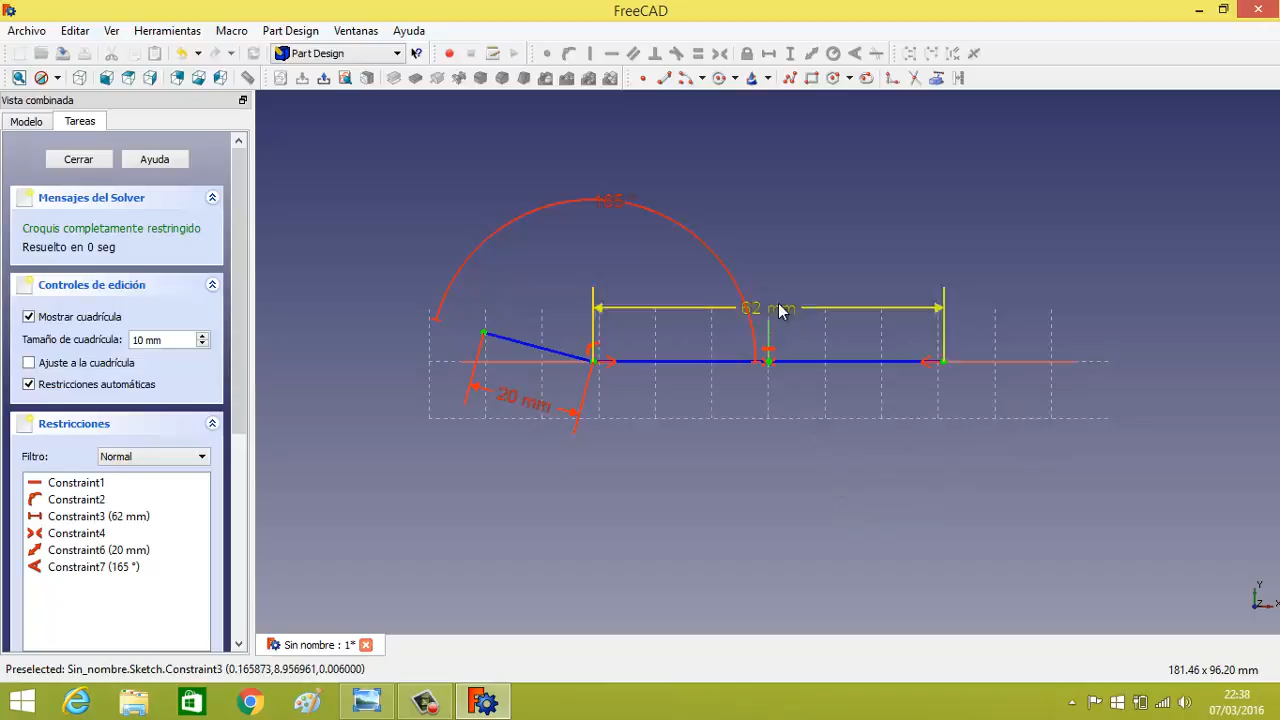 FreeCAD
Archivo Editar Ver Herramientas Macro Part Design Ventanas Ayuda
Part Design
Vista combinada
Modelo Tareas
Cerrar Ayuda
Mensajes del Solver
Croquis completamente restringido
Resuelto en 0 seg
Controles de edición
Mostrar cuadrícula
Tamaño de cuadrícula: 10 mm
Ajuste a la cuadrícula
Restricciones automáticas
Restricciones
Filtro: Normal
Constraint1
Constraint2
Constraint3 (62 mm)
Constraint4
Constraint6 (20 mm)
Constraint7 (165 °)
165 °
62 mm
20 mm
Y
Z X
Sin nombre : 1*
Preselected: Sin_nombre.Sketch.Constraint3 (0.165873,8.956961,0.006000)
181.46 x 96.20 mm
22:38
07/03/2016